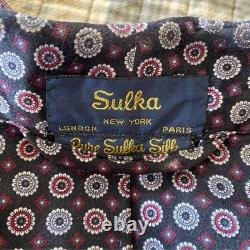 Sulka
NEW YORK
LONDON PARIS
Pure Sulka Silk